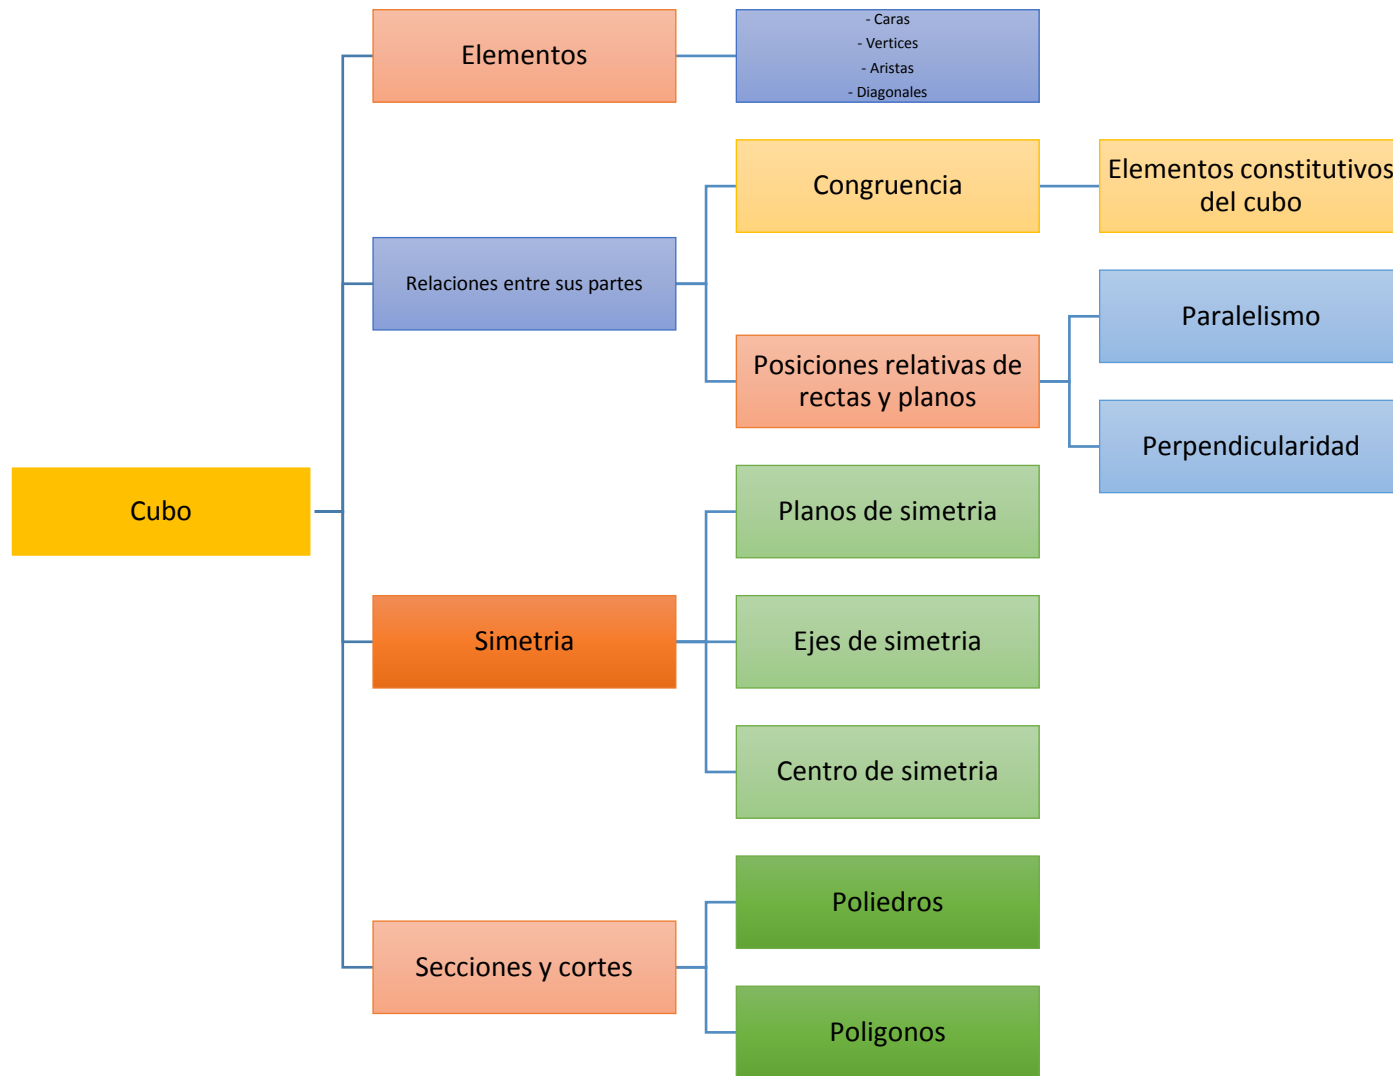 Elementos
- Caras
- Vertices
- Aristas
- Diagonales
Congruencia
Elementos constitutivos
del cubo
Relaciones entre sus partes
Paralelismo
Posiciones relativas de
rectas y planos
Perpendicularidad
Cubo
Planos de simetria
Simetria
Ejes de simetria
Centro de simetria
Poliedros
Secciones y cortes
Poligonos